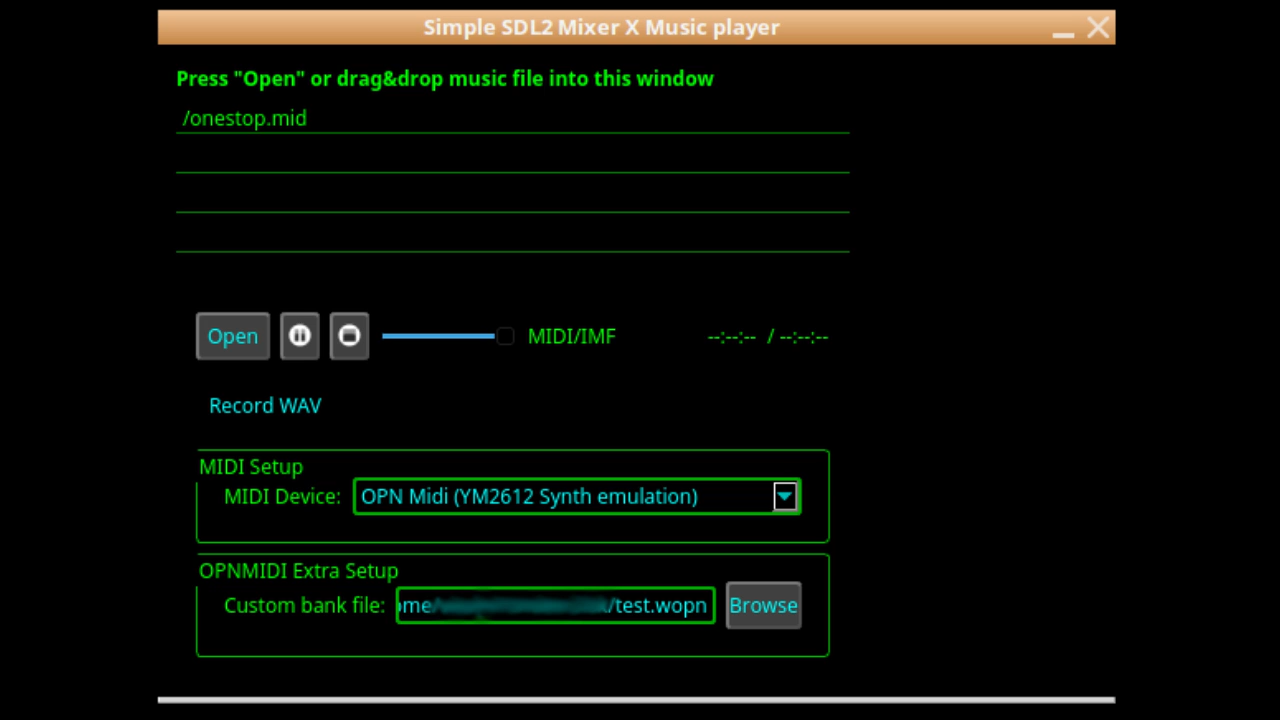 Simple SDL2 Mixer X Music player
Press "Open" or drag&drop music file into this window
/onestop.mid
Open MIDI/IMF --:--:-- / --:--:--
Record WAV
MIDI Setup
MIDI Device: OPN Midi (YM2612 Synth emulation)
OPNMIDI Extra Setup
Custom bank file: ome/ /test.wopn Browse